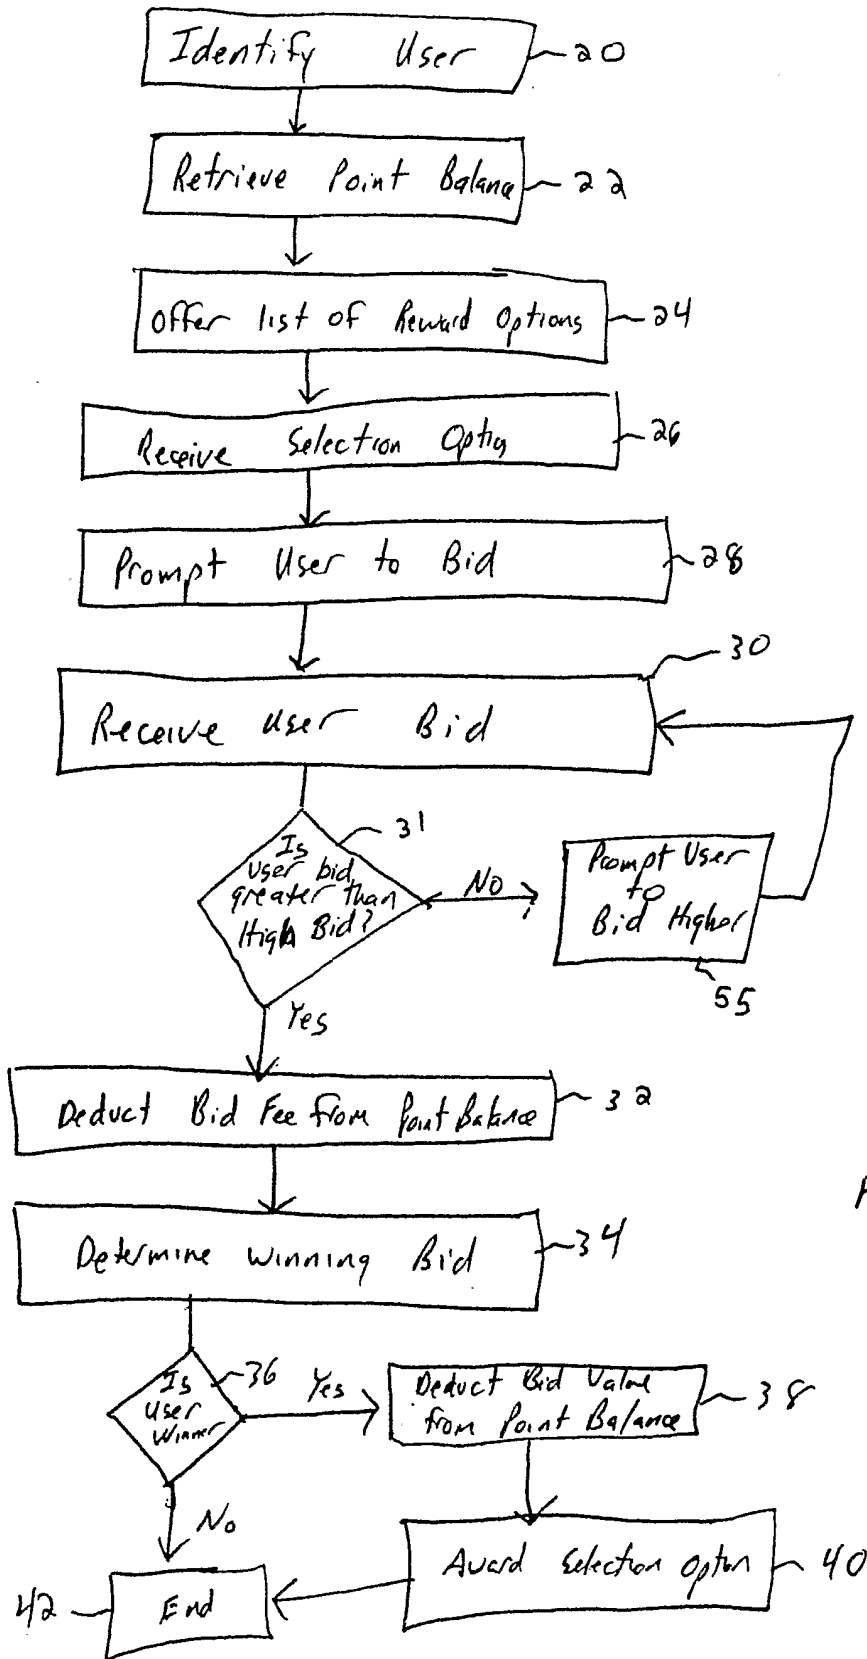 Identify User 20
Retrieve Point Balance 22
Offer list of Reward Options 24
Receive Selection 26
Prompt User to Bid 28
30
Receive User Bid
31
Is
User bid
greater than
High Bid?
No
Prompt User
to
Bid Higher
55
Yes
Deduct Bid Fee from Point Balance 32
Determine Winning Bid 34
36
Is
User
Winner
Yes
Deduct Bid Value
from Point Balance
38
No
Award Selection Option 40
42 End